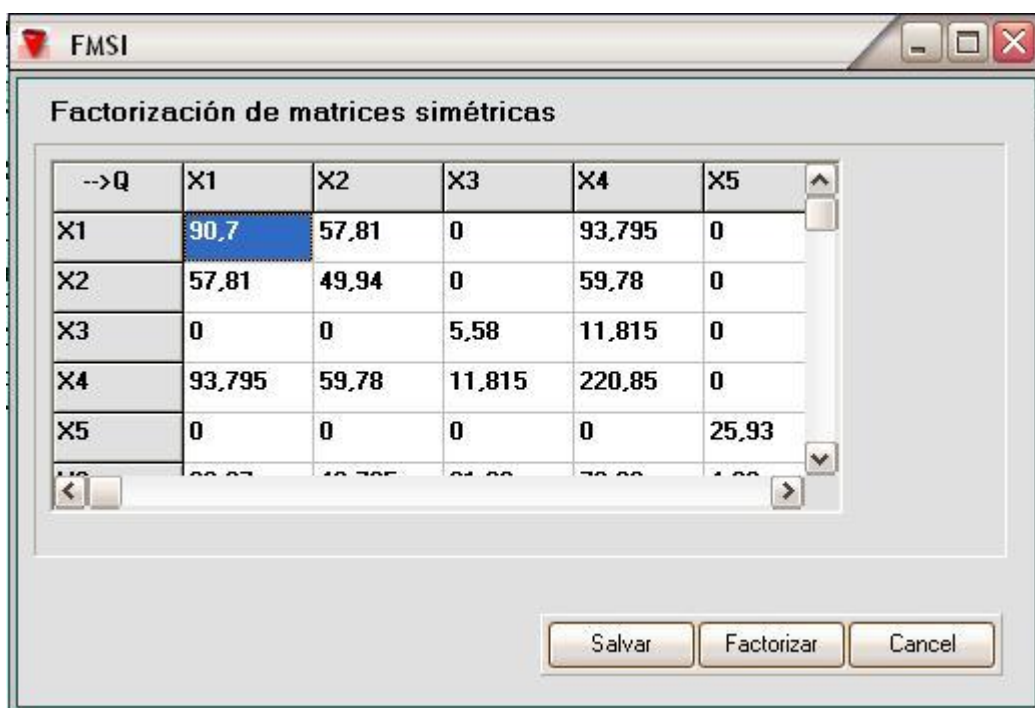 FMSI
Factorización de matrices simétricas
-->Q X1 X2 X3 X4 X5
X1 90,7 57,81 0 93,795 0
X2 57,81 49,94 0 59,78 0
X3 0 0 5,58 11,815 0
X4 93,795 59,78 11,815 220,85 0
X5 0 0 0 0 25,93
Salvar Factorizar Cancel